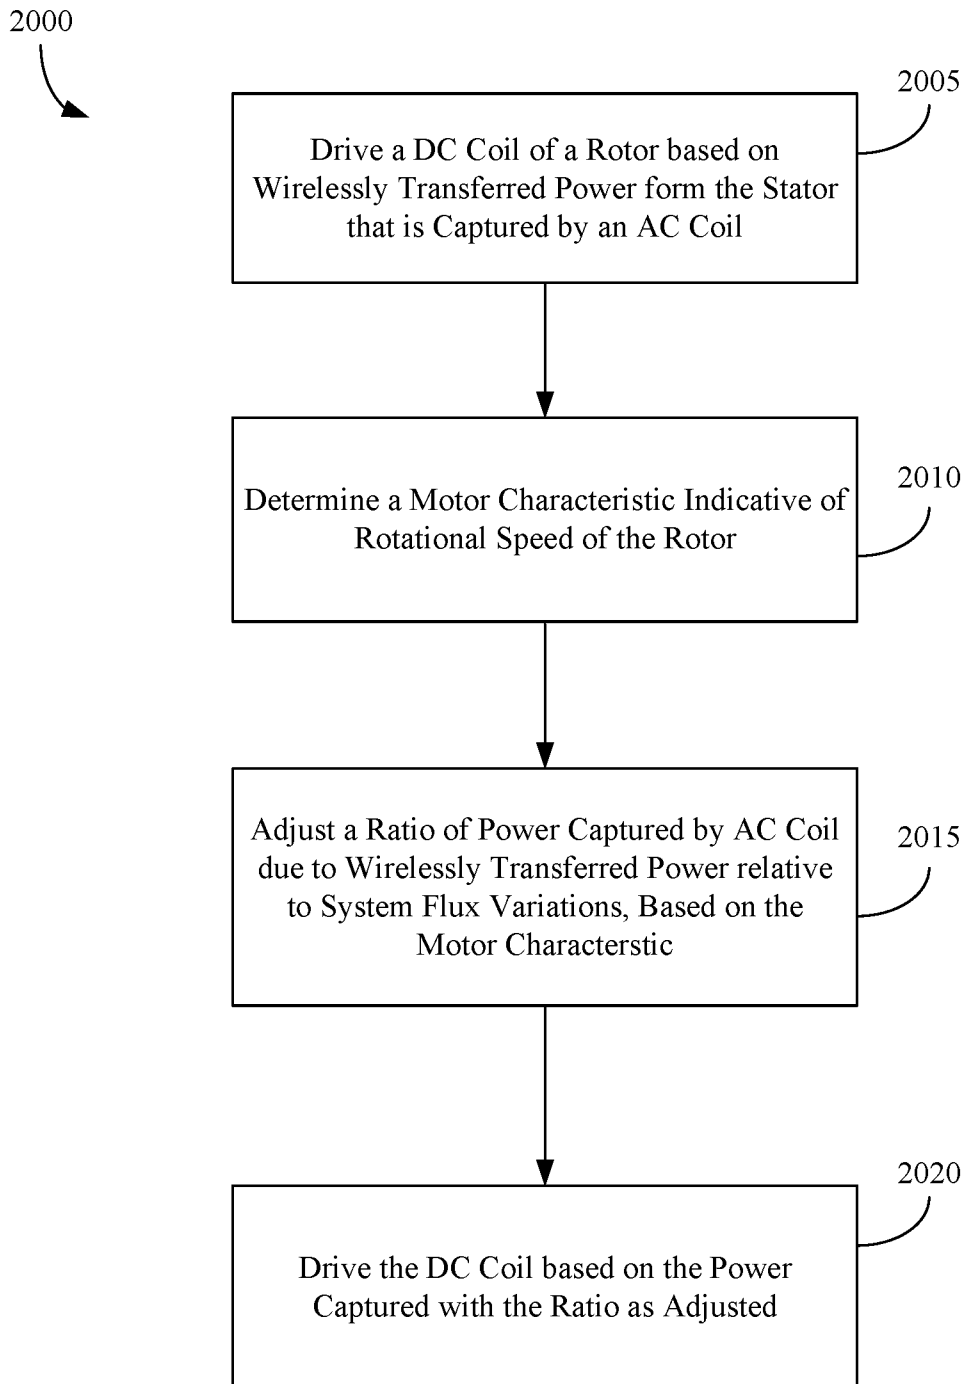 2000
2005
Drive a DC Coil of a Rotor based on
Wirelessly Transferred Power form the Stator
that is Captured by an AC Coil
2010
Determine a Motor Characteristic Indicative of
Rotational Speed of the Rotor
2015
Adjust a Ratio of Power Captured by AC Coil
due to Wirelessly Transferred Power relative
to System Flux Variations, Based on the
Motor Characterstic
2020
Drive the DC Coil based on the Power
Captured with the Ratio as Adjusted